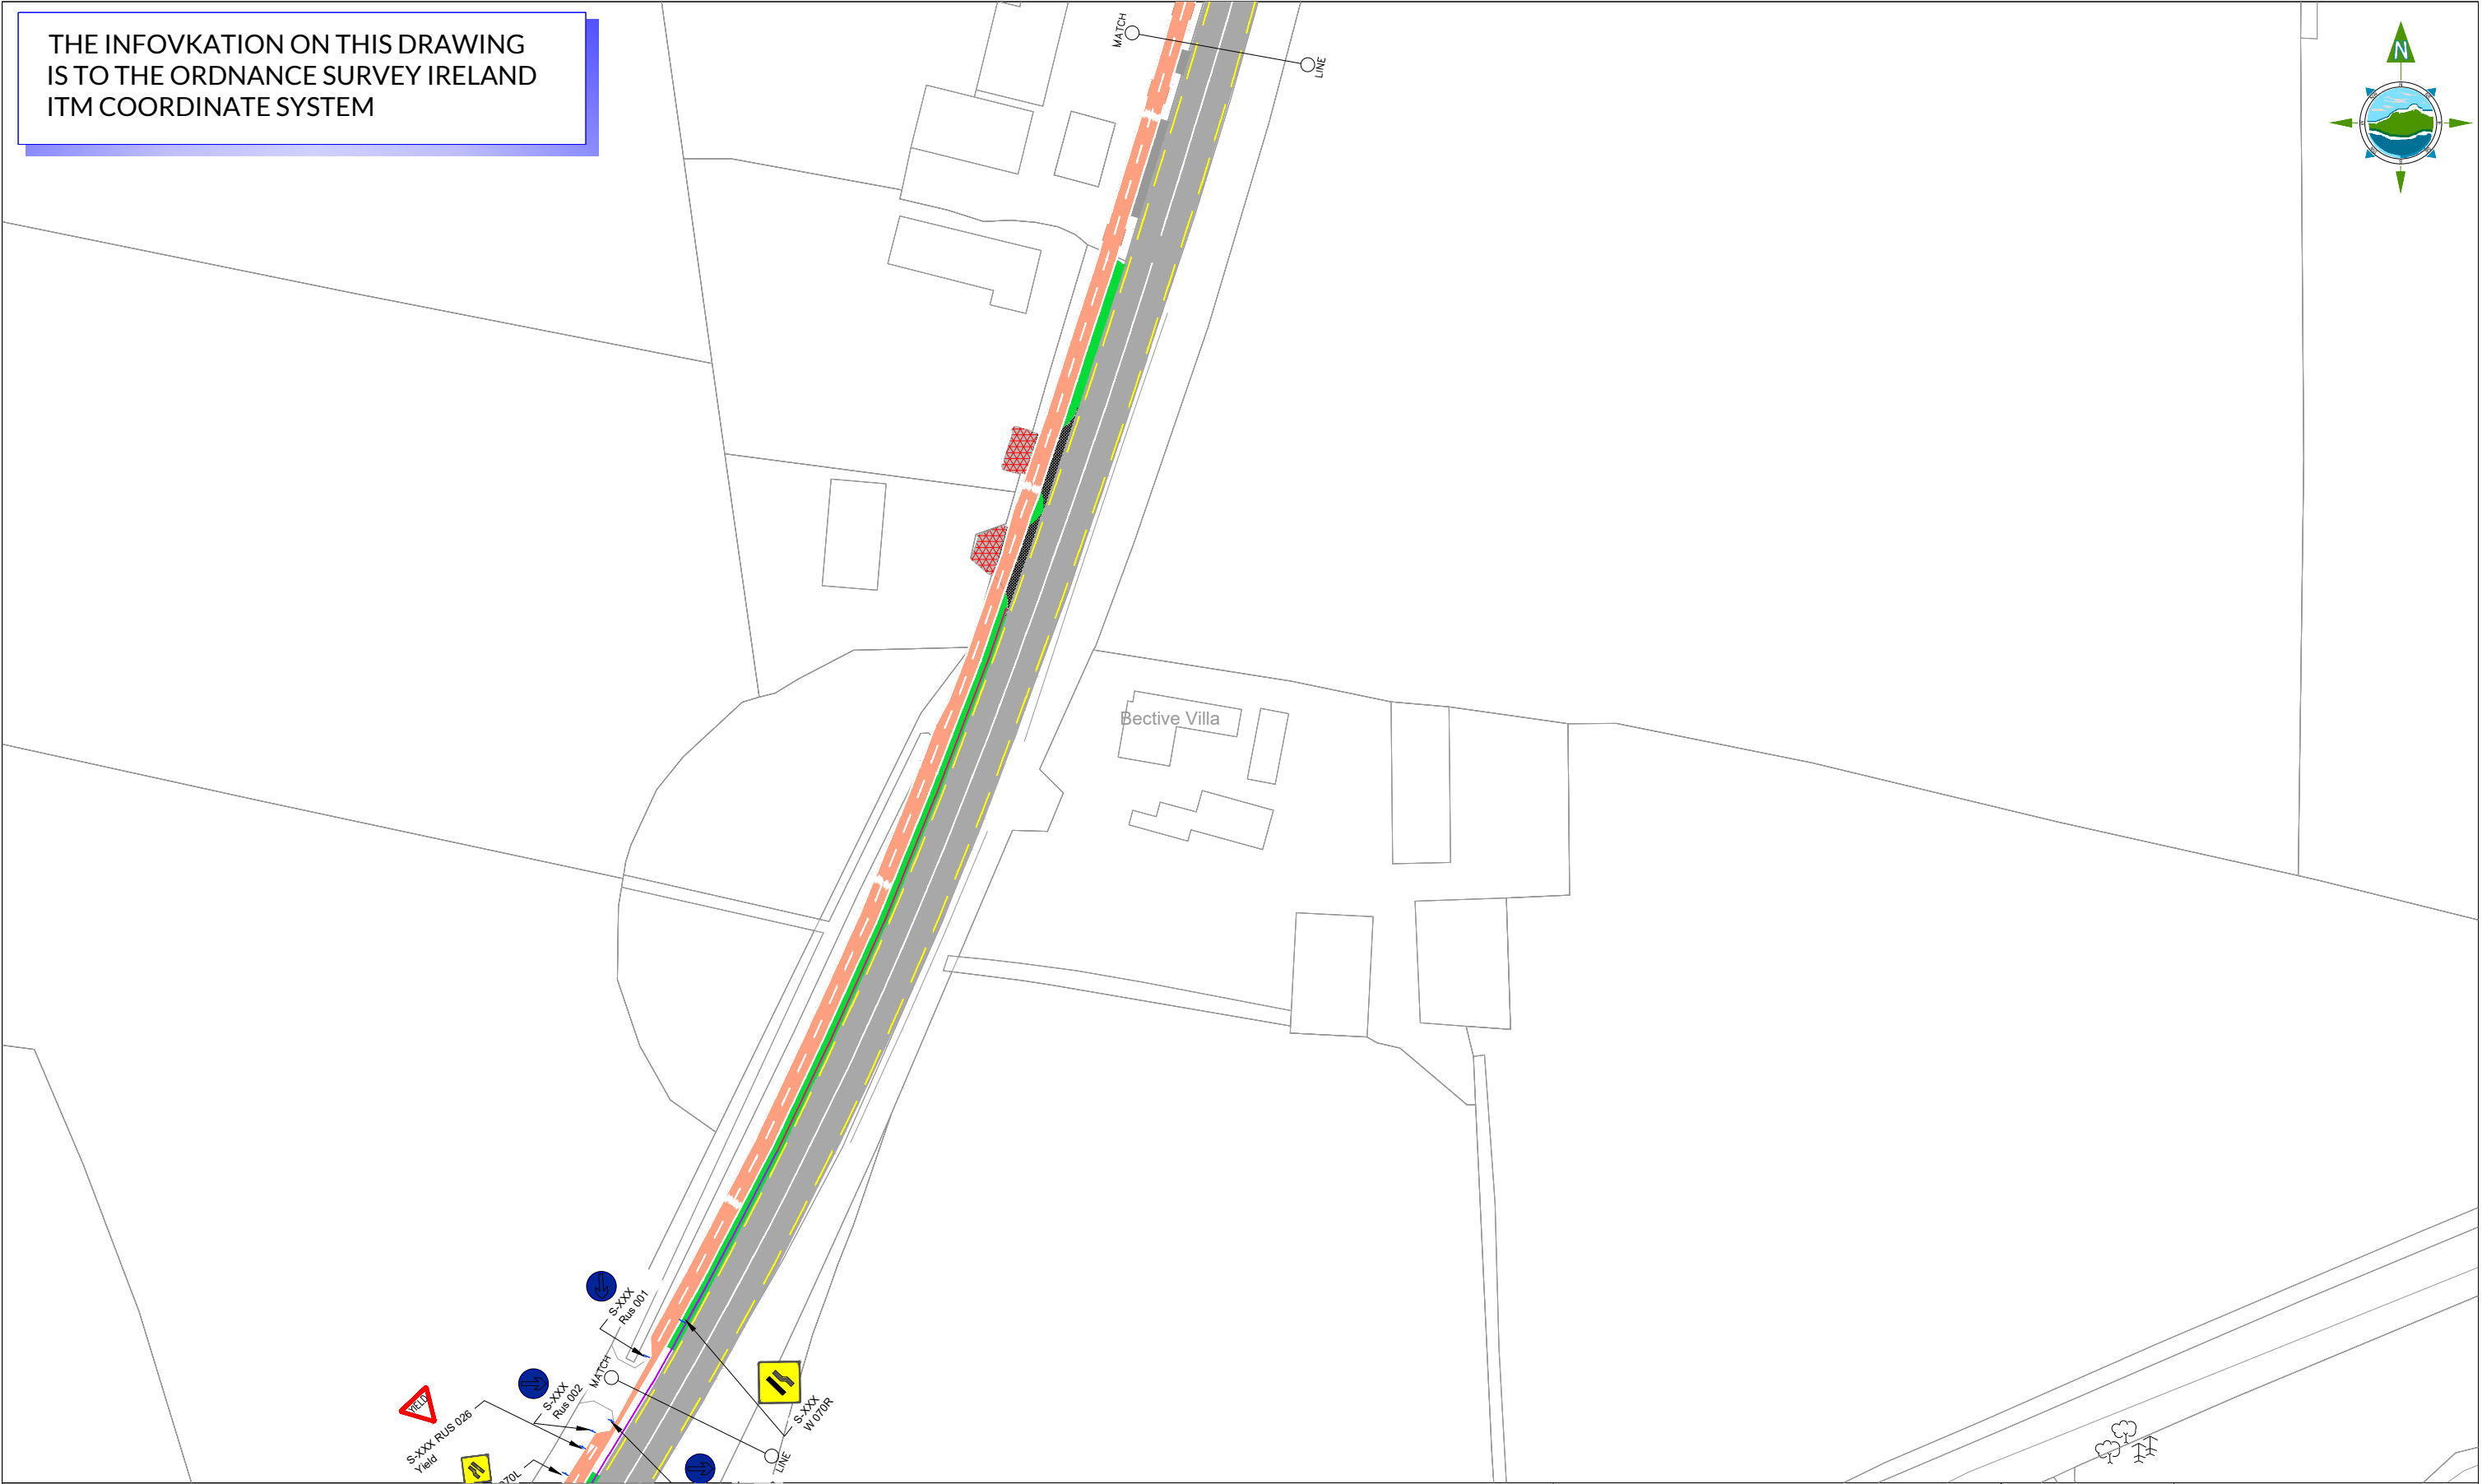 THE INFOVKATION ON THIS DRAWING
IS TO THE ORDNANCE SURVEY IRELAND
ITM COORDINATE SYSTEM
N
MATCH
LINE
Bective Villa
S-XXX
Rus 001
MATCH
S-XXX
Rus 002
YIELD
S-XXX RUS 026
Yield
S-XXX
W 070R
LINE
070L